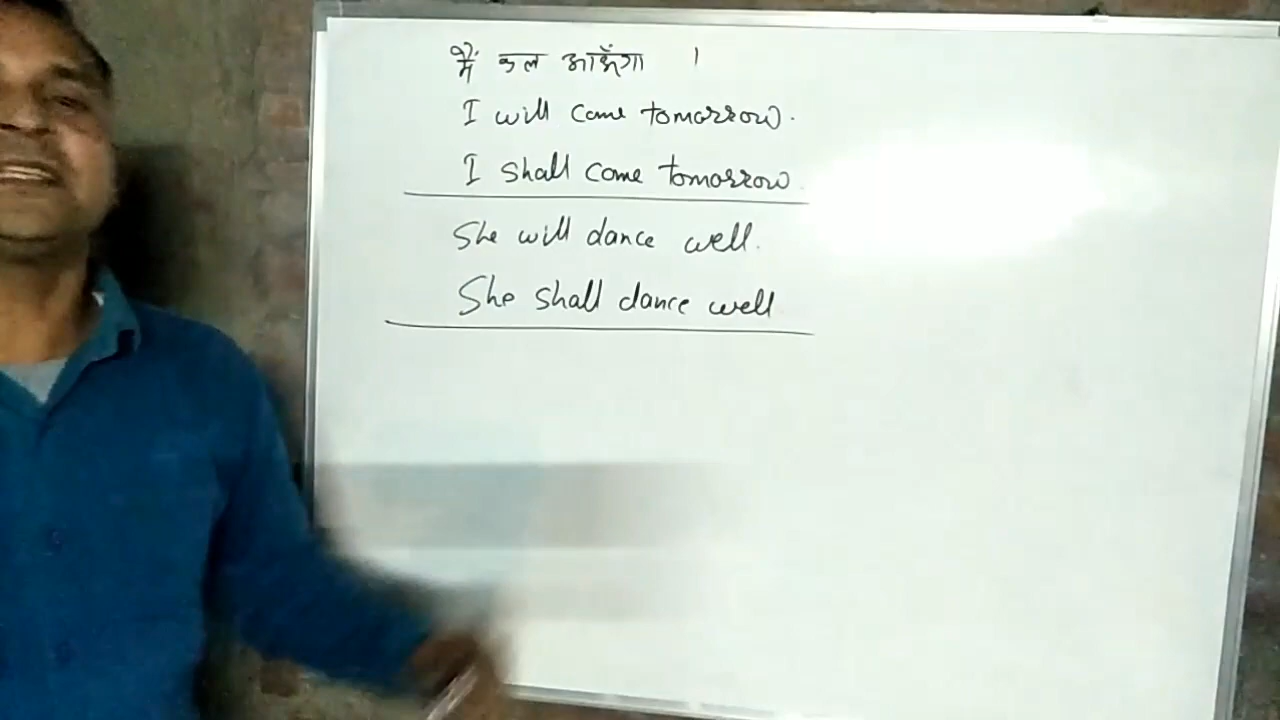 मैं कल आऊँगा ।
I will come tomorrow.
I shall come tomorrow.
She will dance well.
She shall dance well